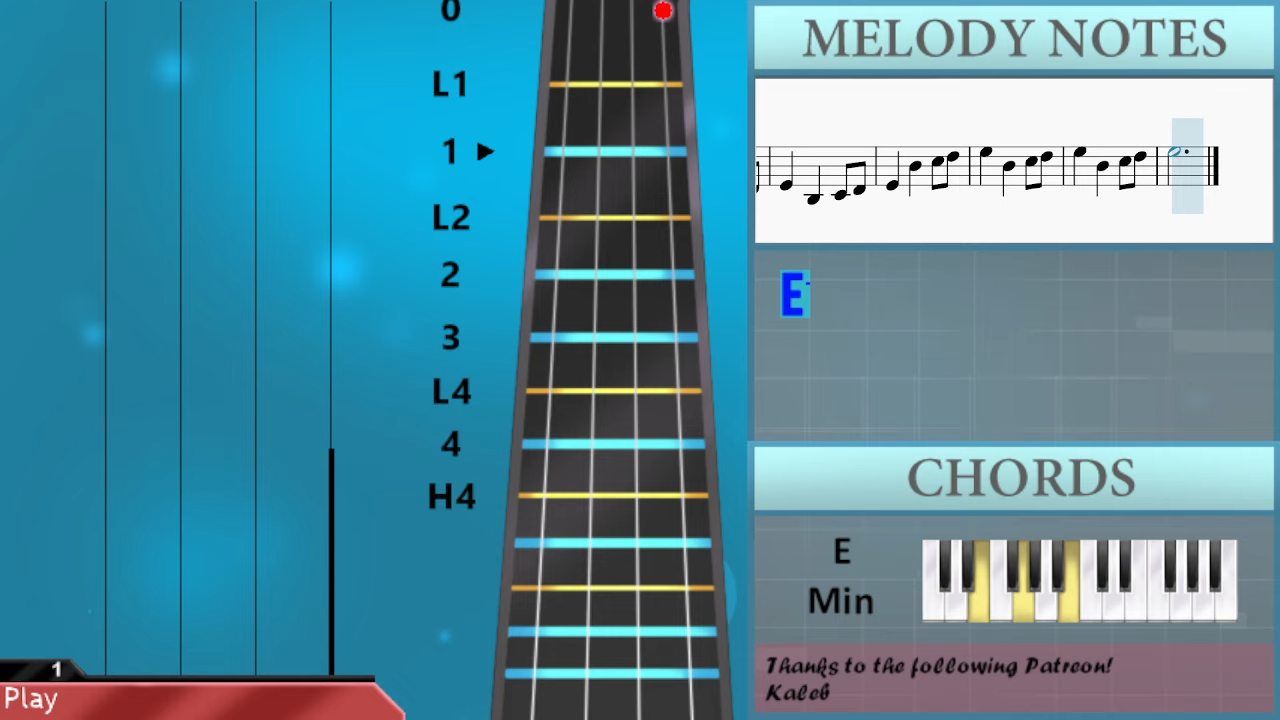 0
L1
1
L2
2
3
L4
4
H4
1
Play
MELODY NOTES
E
CHORDS
E
Min
Thanks to the following Patreon!
Kaleb